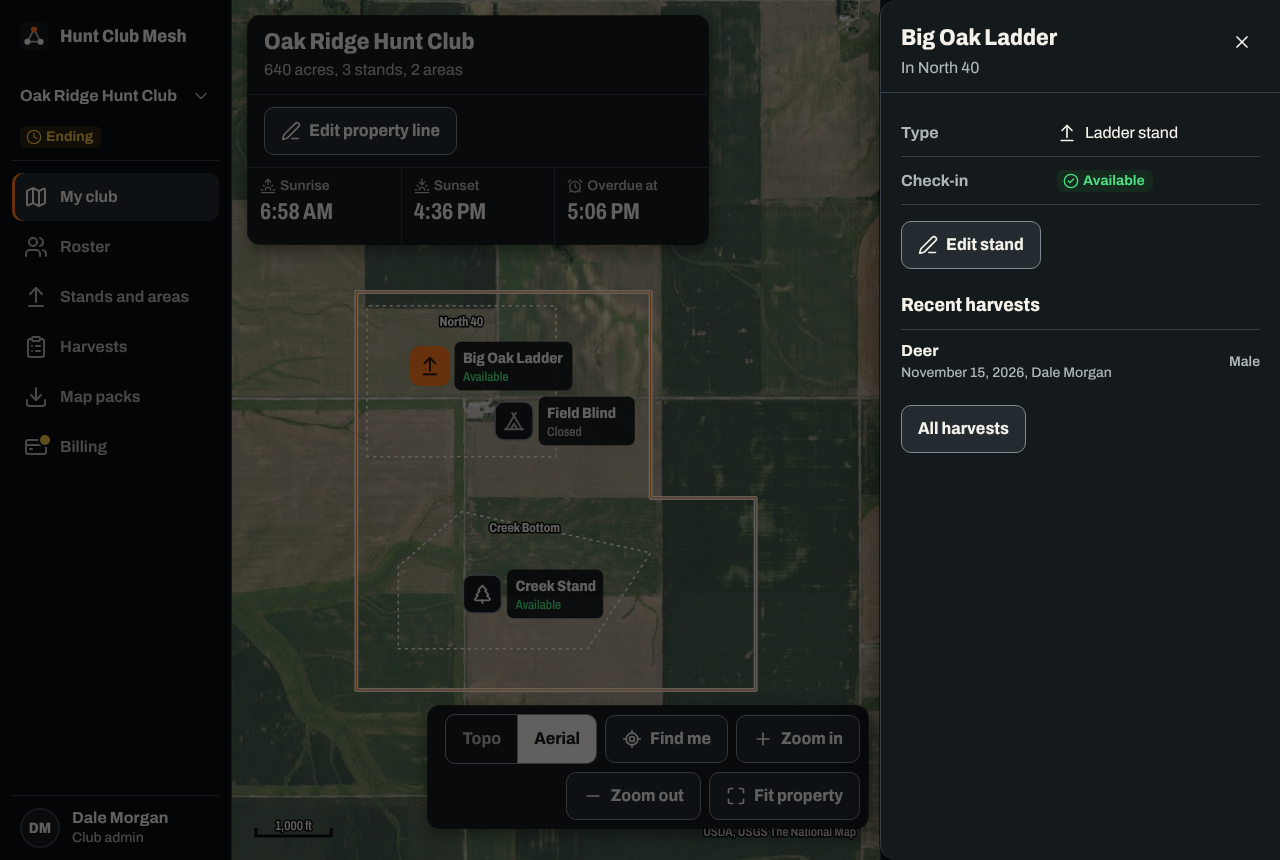 Hunt Club Mesh
Oak Ridge Hunt Club
Ending
My club
Roster
Stands and areas
Harvests
Map packs
Billing
DM
Dale Morgan
Club admin
Oak Ridge Hunt Club
640 acres, 3 stands, 2 areas
Edit property line
Sunrise
6:58 AM
Sunset
4:36 PM
Overdue at
5:06 PM
North 40
Big Oak Ladder
Available
Field Blind
Closed
Creek Bottom
Creek Stand
Available
Topo
Aerial
Find me
Zoom in
Zoom out
Fit property
1,000 ft
USDA, USGS The National Map
Big Oak Ladder
In North 40
Type
Ladder stand
Check-in
Available
Edit stand
Recent harvests
Deer
November 15, 2026, Dale Morgan
Male
All harvests